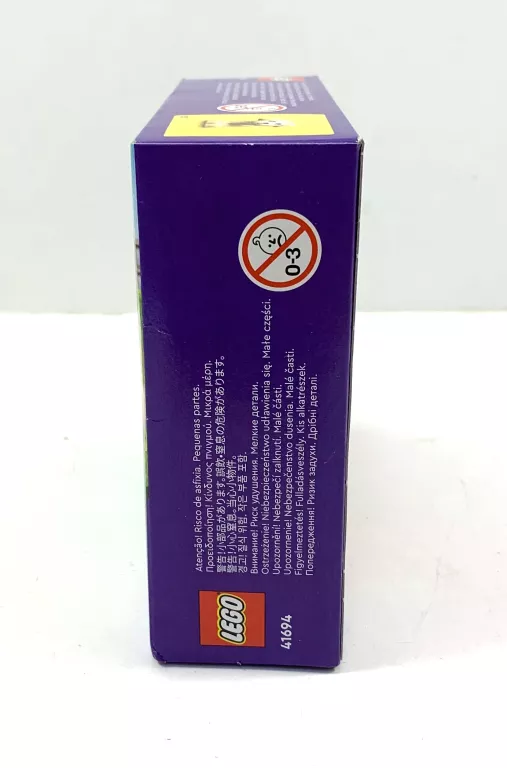 0-3
Atenção! Risco de asfixia. Pequenas partes.
Προειδοποίηση! Κίνδυνος πνιγμού. Μικρά μέρη.
警告!小部品があります。誤飲・窒息の危険があります。
警告!小心窒息。当心小物件。
경고! 질식 위험. 작은 부품 포함.
Внимание! Риск удушения. Мелкие детали.
Ostrzeżenie! Niebezpieczeństwo udławienia się. Małe części.
Upozornění! Nebezpečí zalknutí. Malé části.
Upozornenie! Nebezpečenstvo dusenia. Malé časti.
Figyelmeztetés! Fulladásveszély. Kis alkatrészek.
Попередження! Ризик задухи. Дрібні деталі.
LEGO
41694